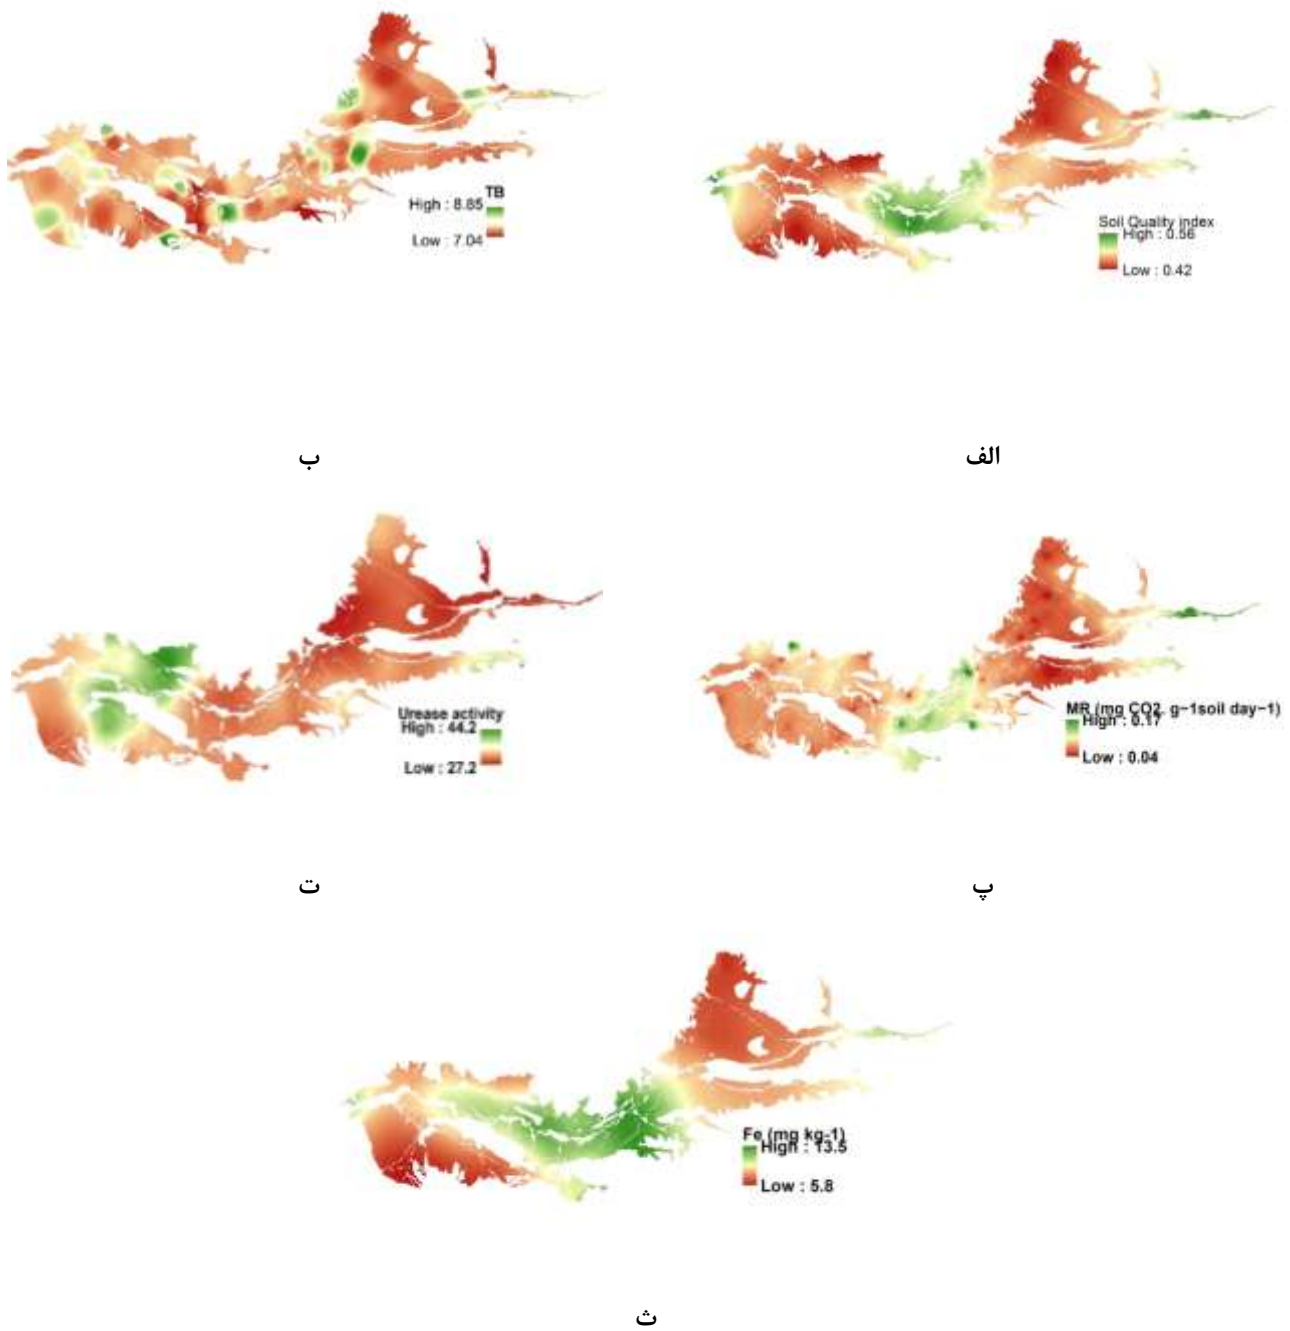 TB
High : 8.85
Low : 7.04
Soil Quality index
High : 0.56
Low : 0.42
الف
ب
Urease activity
High : 44.2
Low : 27.2
MR (mg CO2. g−1soil day−1)
High : 0.17
Low : 0.04
پ
ت
Fe (mg kg-1)
High : 13.5
Low : 5.8
ث